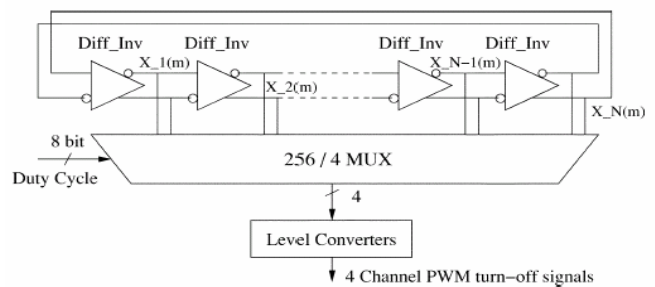 Diff_Inv Diff_Inv Diff_Inv Diff_Inv
X_1(m) X_N−1(m)
X_2(m)
X_N(m)
8 bit
256 / 4 MUX
Duty Cycle
4
Level Converters
4 Channel PWM turn−off signals